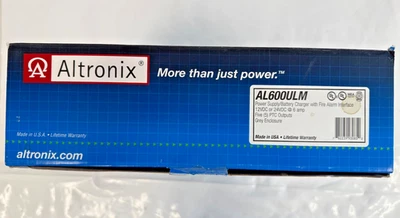 Altronix®
More than just power.™
AL600ULM
Power Supply/Battery Charger with Fire Alarm Interface
12VDC or 24VDC @ 6 amp
Five (5) PTC Outputs
Grey Enclosure
Made in U.S.A. • Lifetime Warranty
Made in USA • Lifetime Warranty
altronix.com